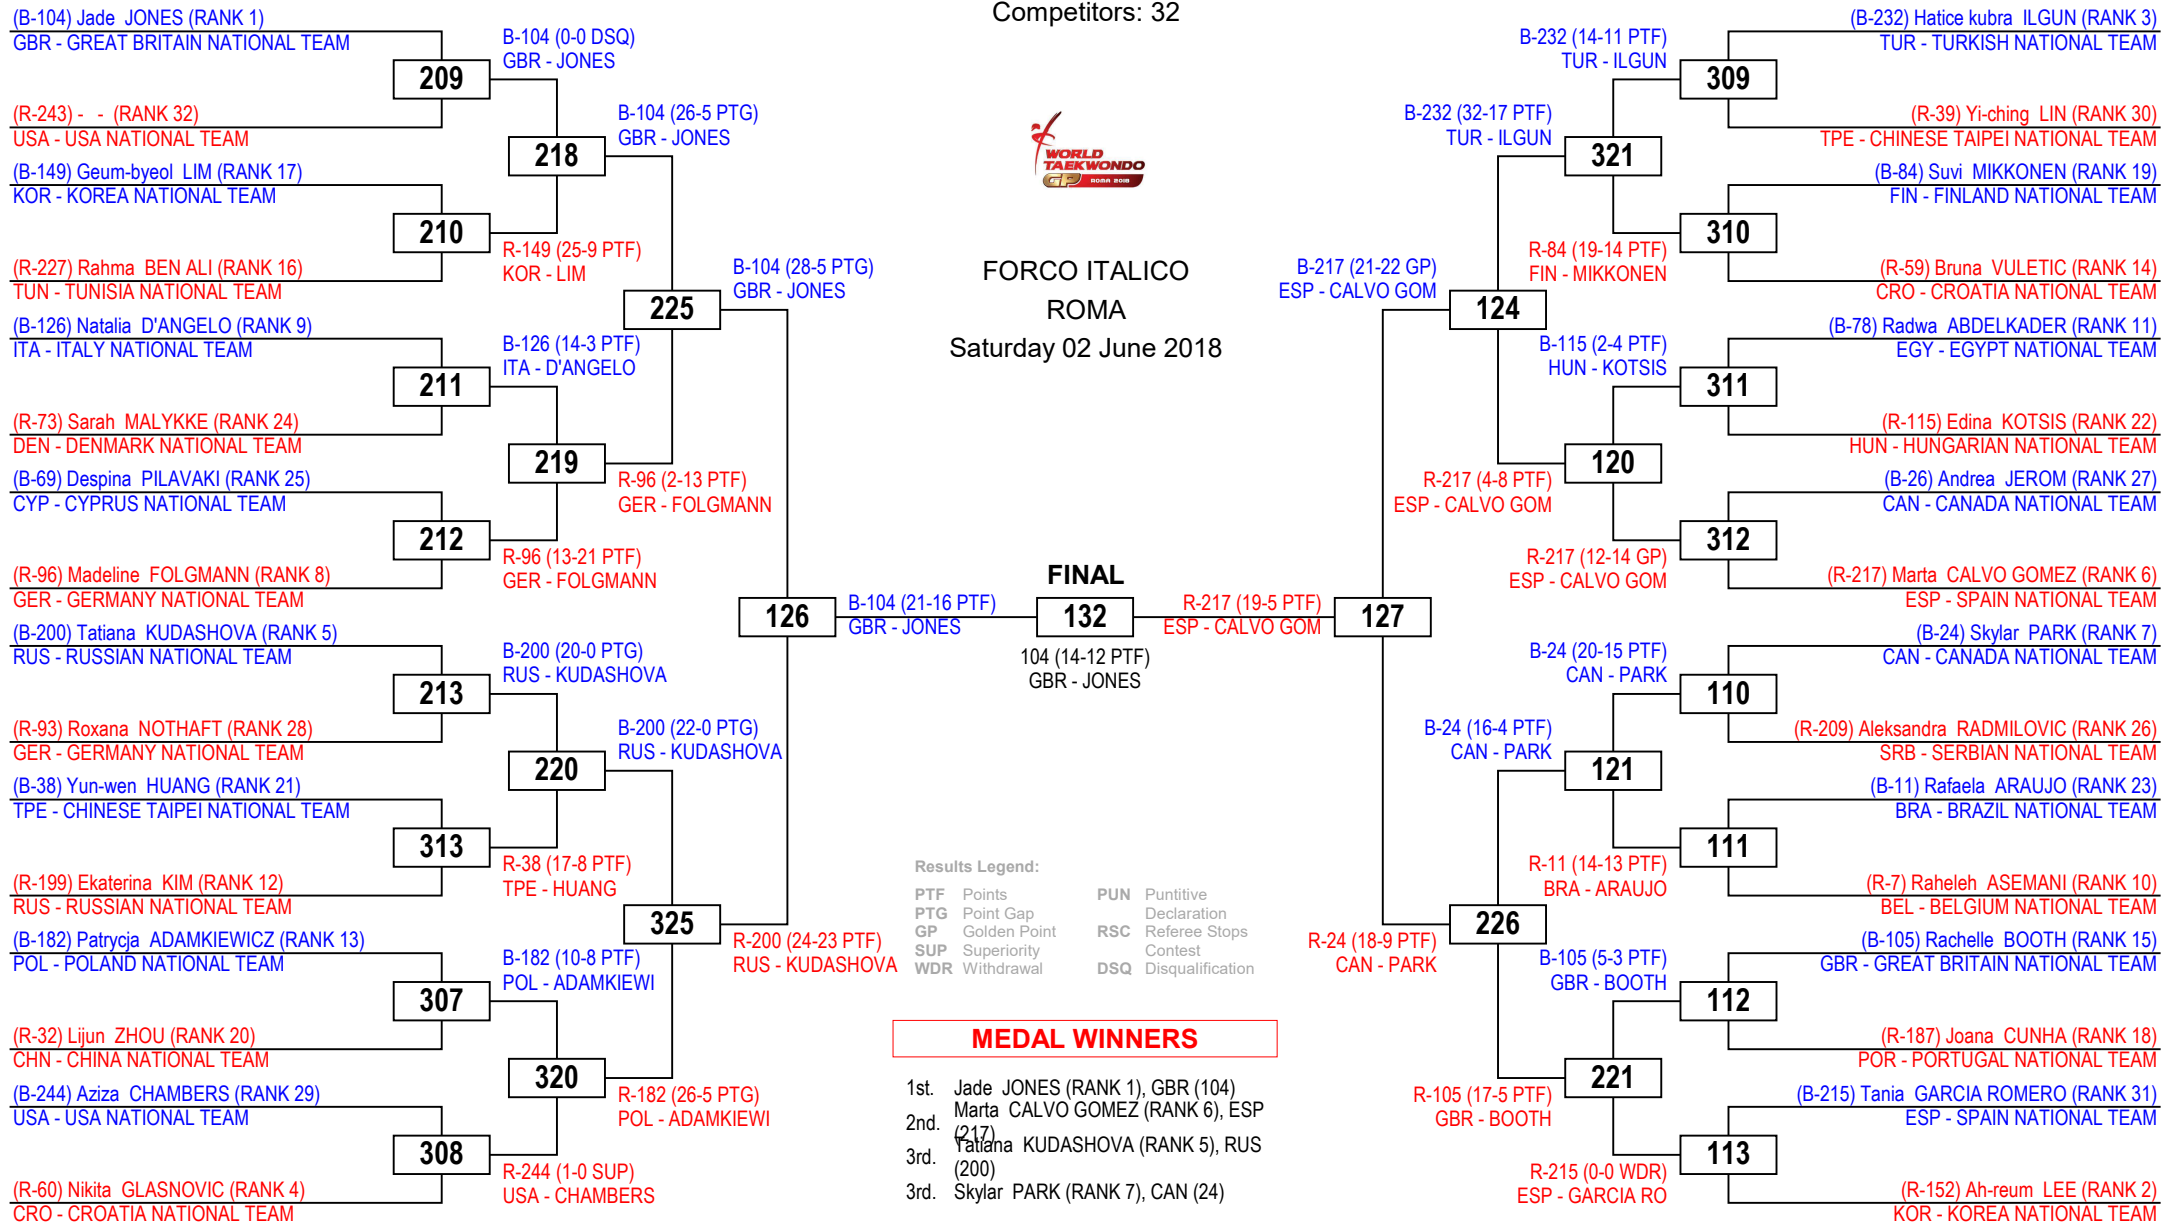 Competitors: 32
(B-104) Jade JONES (RANK 1)
GBR - GREAT BRITAIN NATIONAL TEAM
209
(R-243) - - (RANK 32)
USA - USA NATIONAL TEAM
(B-149) Geum-byeol LIM (RANK 17)
KOR - KOREA NATIONAL TEAM
210
(R-227) Rahma BEN ALI (RANK 16)
TUN - TUNISIA NATIONAL TEAM
(B-126) Natalia D'ANGELO (RANK 9)
ITA - ITALY NATIONAL TEAM
211
(R-73) Sarah MALYKKE (RANK 24)
DEN - DENMARK NATIONAL TEAM
(B-69) Despina PILAVAKI (RANK 25)
CYP - CYPRUS NATIONAL TEAM
212
(R-96) Madeline FOLGMANN (RANK 8)
GER - GERMANY NATIONAL TEAM
(B-200) Tatiana KUDASHOVA (RANK 5)
RUS - RUSSIAN NATIONAL TEAM
213
(R-93) Roxana NOTHAFT (RANK 28)
GER - GERMANY NATIONAL TEAM
(B-38) Yun-wen HUANG (RANK 21)
TPE - CHINESE TAIPEI NATIONAL TEAM
313
(R-199) Ekaterina KIM (RANK 12)
RUS - RUSSIAN NATIONAL TEAM
(B-182) Patrycja ADAMKIEWICZ (RANK 13)
POL - POLAND NATIONAL TEAM
307
(R-32) Lijun ZHOU (RANK 20)
CHN - CHINA NATIONAL TEAM
(B-244) Aziza CHAMBERS (RANK 29)
USA - USA NATIONAL TEAM
308
(R-60) Nikita GLASNOVIC (RANK 4)
CRO - CROATIA NATIONAL TEAM
B-104 (0-0 DSQ)
GBR - JONES
218
R-149 (25-9 PTF)
KOR - LIM
B-126 (14-3 PTF)
ITA - D'ANGELO
219
R-96 (13-21 PTF)
GER - FOLGMANN
B-200 (20-0 PTG)
RUS - KUDASHOVA
220
R-38 (17-8 PTF)
TPE - HUANG
B-182 (10-8 PTF)
POL - ADAMKIEWI
320
R-244 (1-0 SUP)
USA - CHAMBERS
B-104 (26-5 PTG)
GBR - JONES
225
R-96 (2-13 PTF)
GER - FOLGMANN
B-200 (22-0 PTG)
RUS - KUDASHOVA
325
R-182 (26-5 PTG)
POL - ADAMKIEWI
B-104 (28-5 PTG)
GBR - JONES
126
R-200 (24-23 PTF)
RUS - KUDASHOVA
B-104 (21-16 PTF)
GBR - JONES
WORLD
TAEKWONDO
GP ROMA 2018
FORCO ITALICO
ROMA
Saturday 02 June 2018
FINAL
132
104 (14-12 PTF)
GBR - JONES
R-217 (19-5 PTF)
ESP - CALVO GOM
127
B-217 (21-22 GP)
ESP - CALVO GOM
124
R-24 (18-9 PTF)
CAN - PARK
226
B-232 (32-17 PTF)
TUR - ILGUN
321
R-217 (4-8 PTF)
ESP - CALVO GOM
120
B-24 (16-4 PTF)
CAN - PARK
121
R-105 (17-5 PTF)
GBR - BOOTH
221
B-232 (14-11 PTF)
TUR - ILGUN
R-84 (19-14 PTF)
FIN - MIKKONEN
B-115 (2-4 PTF)
HUN - KOTSIS
R-217 (12-14 GP)
ESP - CALVO GOM
B-24 (20-15 PTF)
CAN - PARK
R-11 (14-13 PTF)
BRA - ARAUJO
B-105 (5-3 PTF)
GBR - BOOTH
R-215 (0-0 WDR)
ESP - GARCIA RO
(B-232) Hatice kubra ILGUN (RANK 3)
TUR - TURKISH NATIONAL TEAM
309
(R-39) Yi-ching LIN (RANK 30)
TPE - CHINESE TAIPEI NATIONAL TEAM
(B-84) Suvi MIKKONEN (RANK 19)
FIN - FINLAND NATIONAL TEAM
310
(R-59) Bruna VULETIC (RANK 14)
CRO - CROATIA NATIONAL TEAM
(B-78) Radwa ABDELKADER (RANK 11)
EGY - EGYPT NATIONAL TEAM
311
(R-115) Edina KOTSIS (RANK 22)
HUN - HUNGARIAN NATIONAL TEAM
(B-26) Andrea JEROM (RANK 27)
CAN - CANADA NATIONAL TEAM
312
(R-217) Marta CALVO GOMEZ (RANK 6)
ESP - SPAIN NATIONAL TEAM
(B-24) Skylar PARK (RANK 7)
CAN - CANADA NATIONAL TEAM
110
(R-209) Aleksandra RADMILOVIC (RANK 26)
SRB - SERBIAN NATIONAL TEAM
(B-11) Rafaela ARAUJO (RANK 23)
BRA - BRAZIL NATIONAL TEAM
111
(R-7) Raheleh ASEMANI (RANK 10)
BEL - BELGIUM NATIONAL TEAM
(B-105) Rachelle BOOTH (RANK 15)
GBR - GREAT BRITAIN NATIONAL TEAM
112
(R-187) Joana CUNHA (RANK 18)
POR - PORTUGAL NATIONAL TEAM
(B-215) Tania GARCIA ROMERO (RANK 31)
ESP - SPAIN NATIONAL TEAM
113
(R-152) Ah-reum LEE (RANK 2)
KOR - KOREA NATIONAL TEAM
Results Legend:
PTF Points
PTG Point Gap
GP Golden Point
SUP Superiority
WDR Withdrawal
PUN Puntitive
Declaration
RSC Referee Stops
Contest
DSQ Disqualification
MEDAL WINNERS
1st. Jade JONES (RANK 1), GBR (104)
2nd. Marta CALVO GOMEZ (RANK 6), ESP
(217)
3rd. Tatiana KUDASHOVA (RANK 5), RUS
(200)
3rd. Skylar PARK (RANK 7), CAN (24)